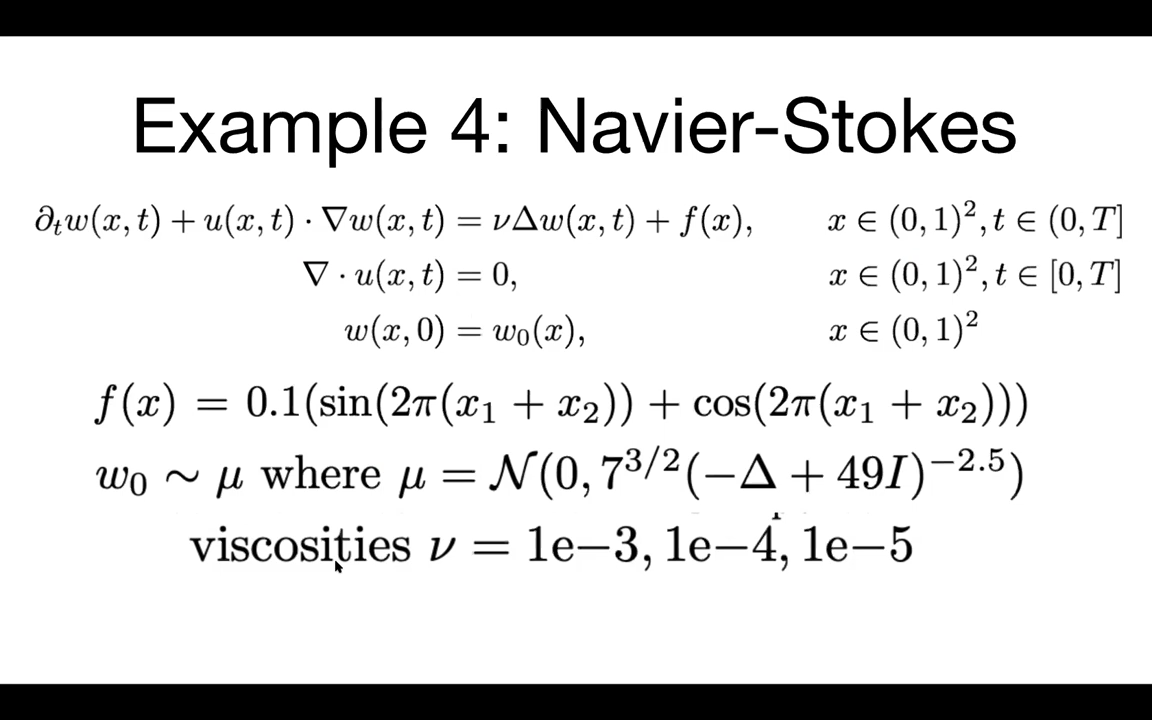 Example 4: Navier-Stokes
∂ₜw(x, t) + u(x, t) · ∇w(x, t) = νΔw(x, t) + f(x), x ∈ (0, 1)², t ∈ (0, T]
∇ · u(x, t) = 0, x ∈ (0, 1)², t ∈ [0, T]
w(x, 0) = w₀(x), x ∈ (0, 1)²
f(x) = 0.1(sin(2π(x₁ + x₂)) + cos(2π(x₁ + x₂)))
w₀ ∼ μ where μ = 𝒩(0, 7^{3/2}(−Δ + 49I)^{−2.5})
viscosities ν = 1e−3, 1e−4, 1e−5